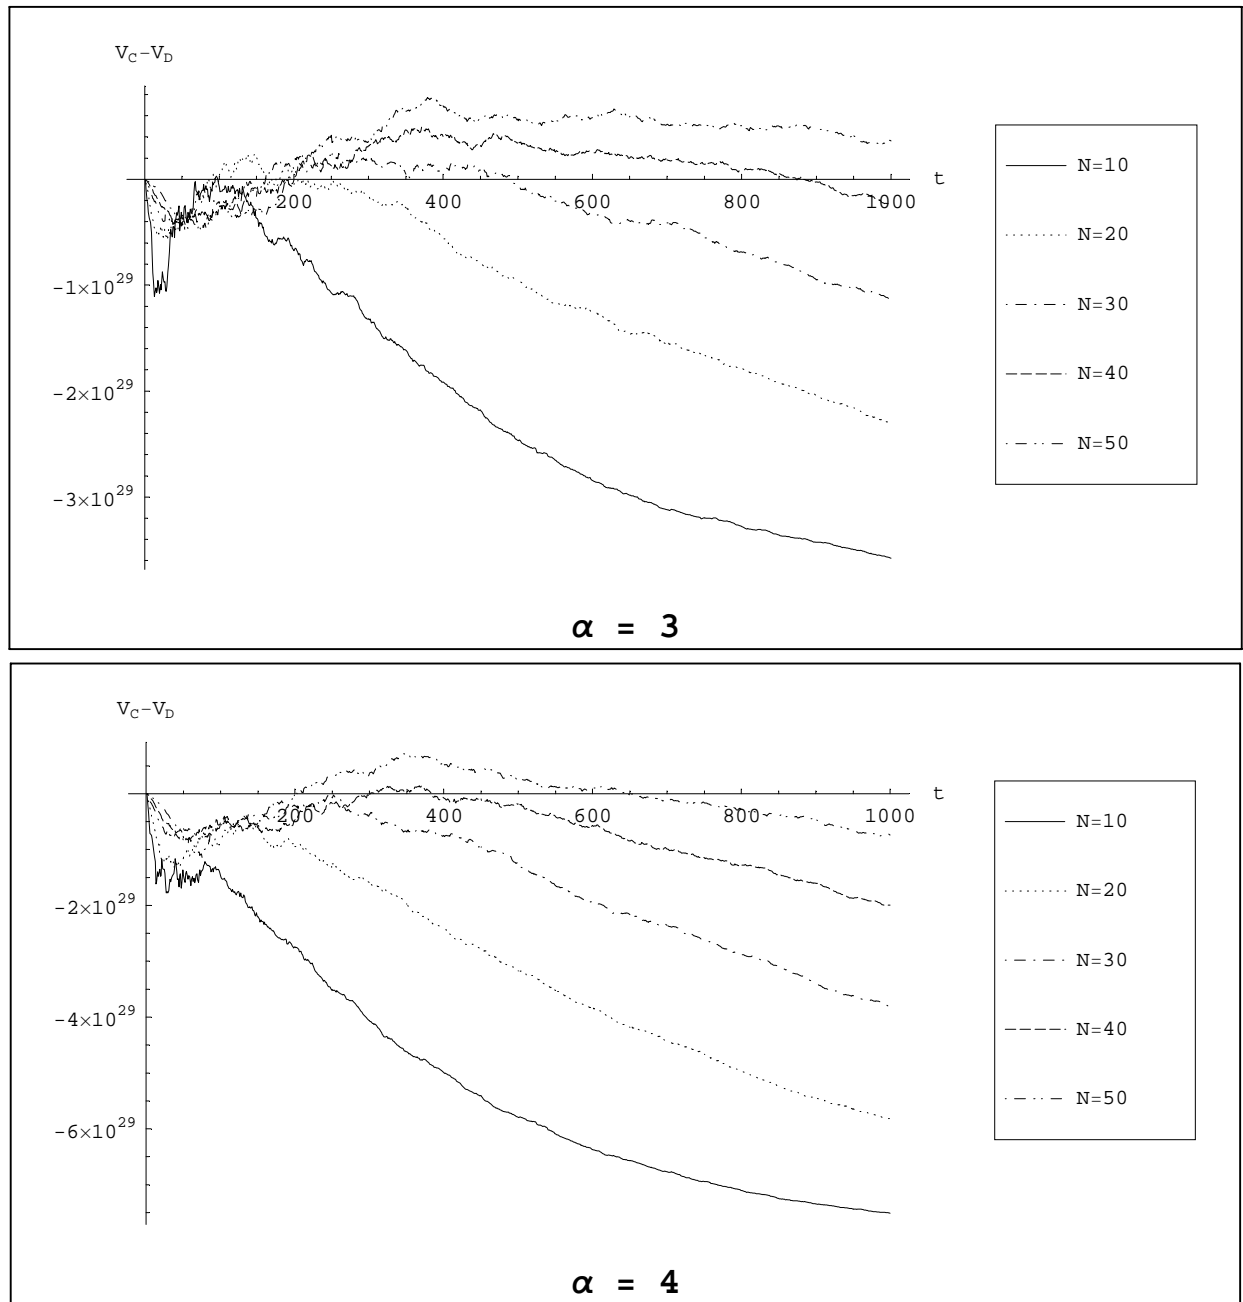 V_C−V_D
t
200 400 600 800 1000
-1×10^29
-2×10^29
-3×10^29
N=10
N=20
N=30
N=40
N=50
α = 3
V_C−V_D
t
200 400 600 800 1000
-2×10^29
-4×10^29
-6×10^29
N=10
N=20
N=30
N=40
N=50
α = 4